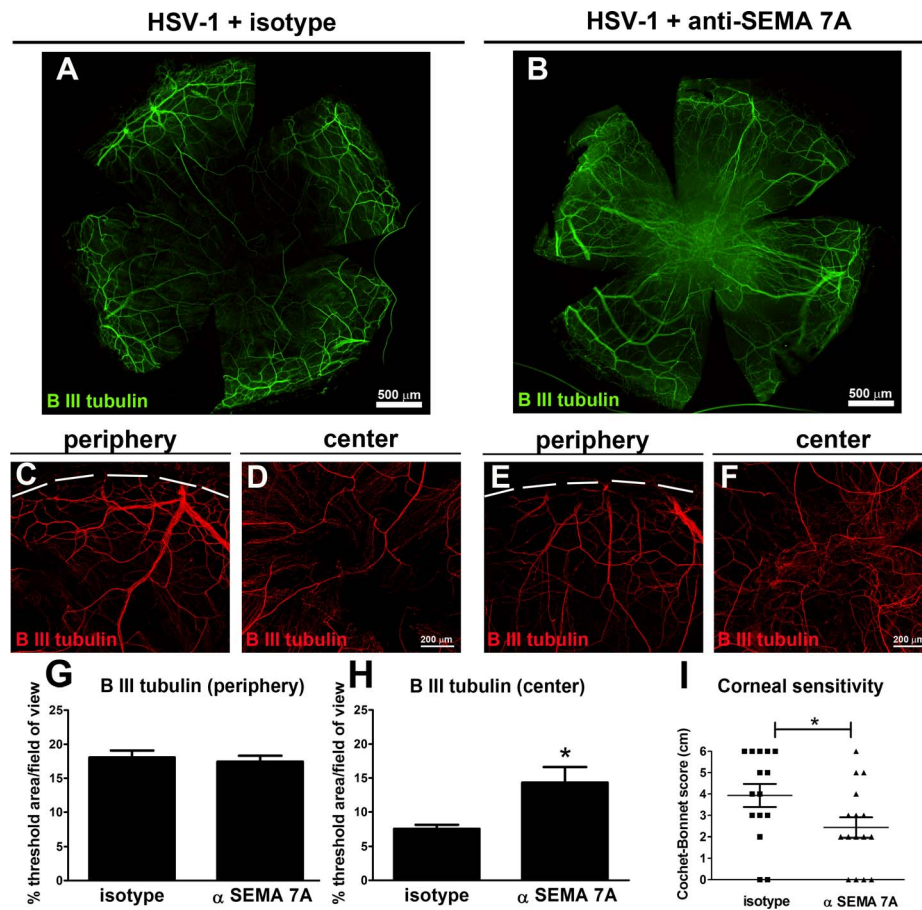 HSV-1 + isotype
HSV-1 + anti-SEMA 7A
A
B III tubulin
500 µm
B
B III tubulin
500 µm
periphery
center
periphery
center
C
B III tubulin
D
B III tubulin
200 µm
E
B III tubulin
F
B III tubulin
200 µm
G
B III tubulin (periphery)
% threshold area/field of view
25
20
15
10
5
0
isotype
α SEMA 7A
H
B III tubulin (center)
% threshold area/field of view
25
20
15
10
5
0
*
isotype
α SEMA 7A
I
Corneal sensitivity
*
Cochet-Bonnet score (cm)
6
5
4
3
2
1
0
isotype
α SEMA 7A